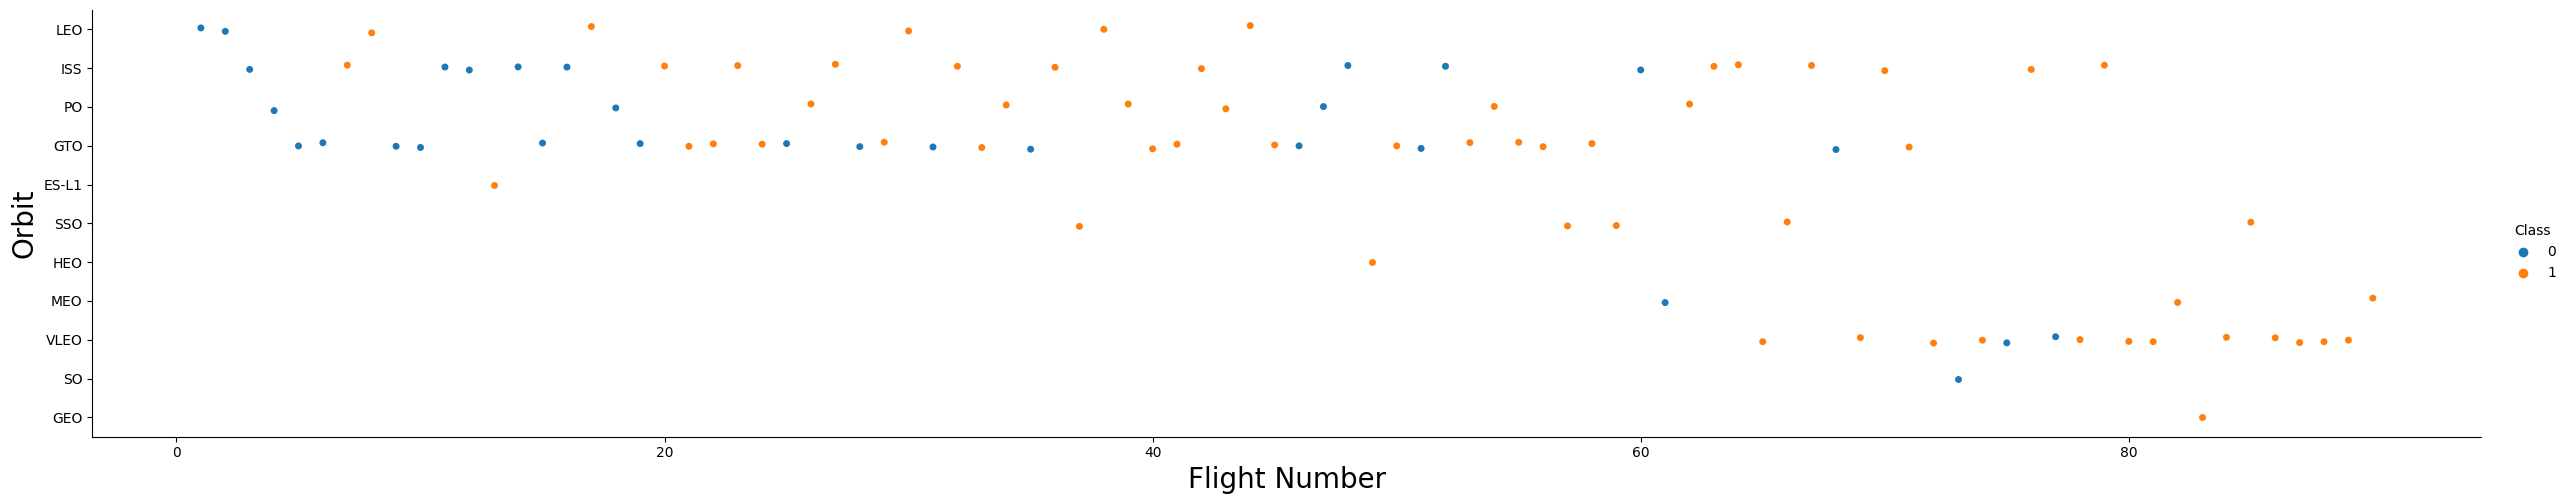 LEO
ISS
PO
GTO
ES-L1
SSO
HEO
MEO
VLEO
SO
GEO
Orbit
0 20 40 60 80
Flight Number
Class
0
1